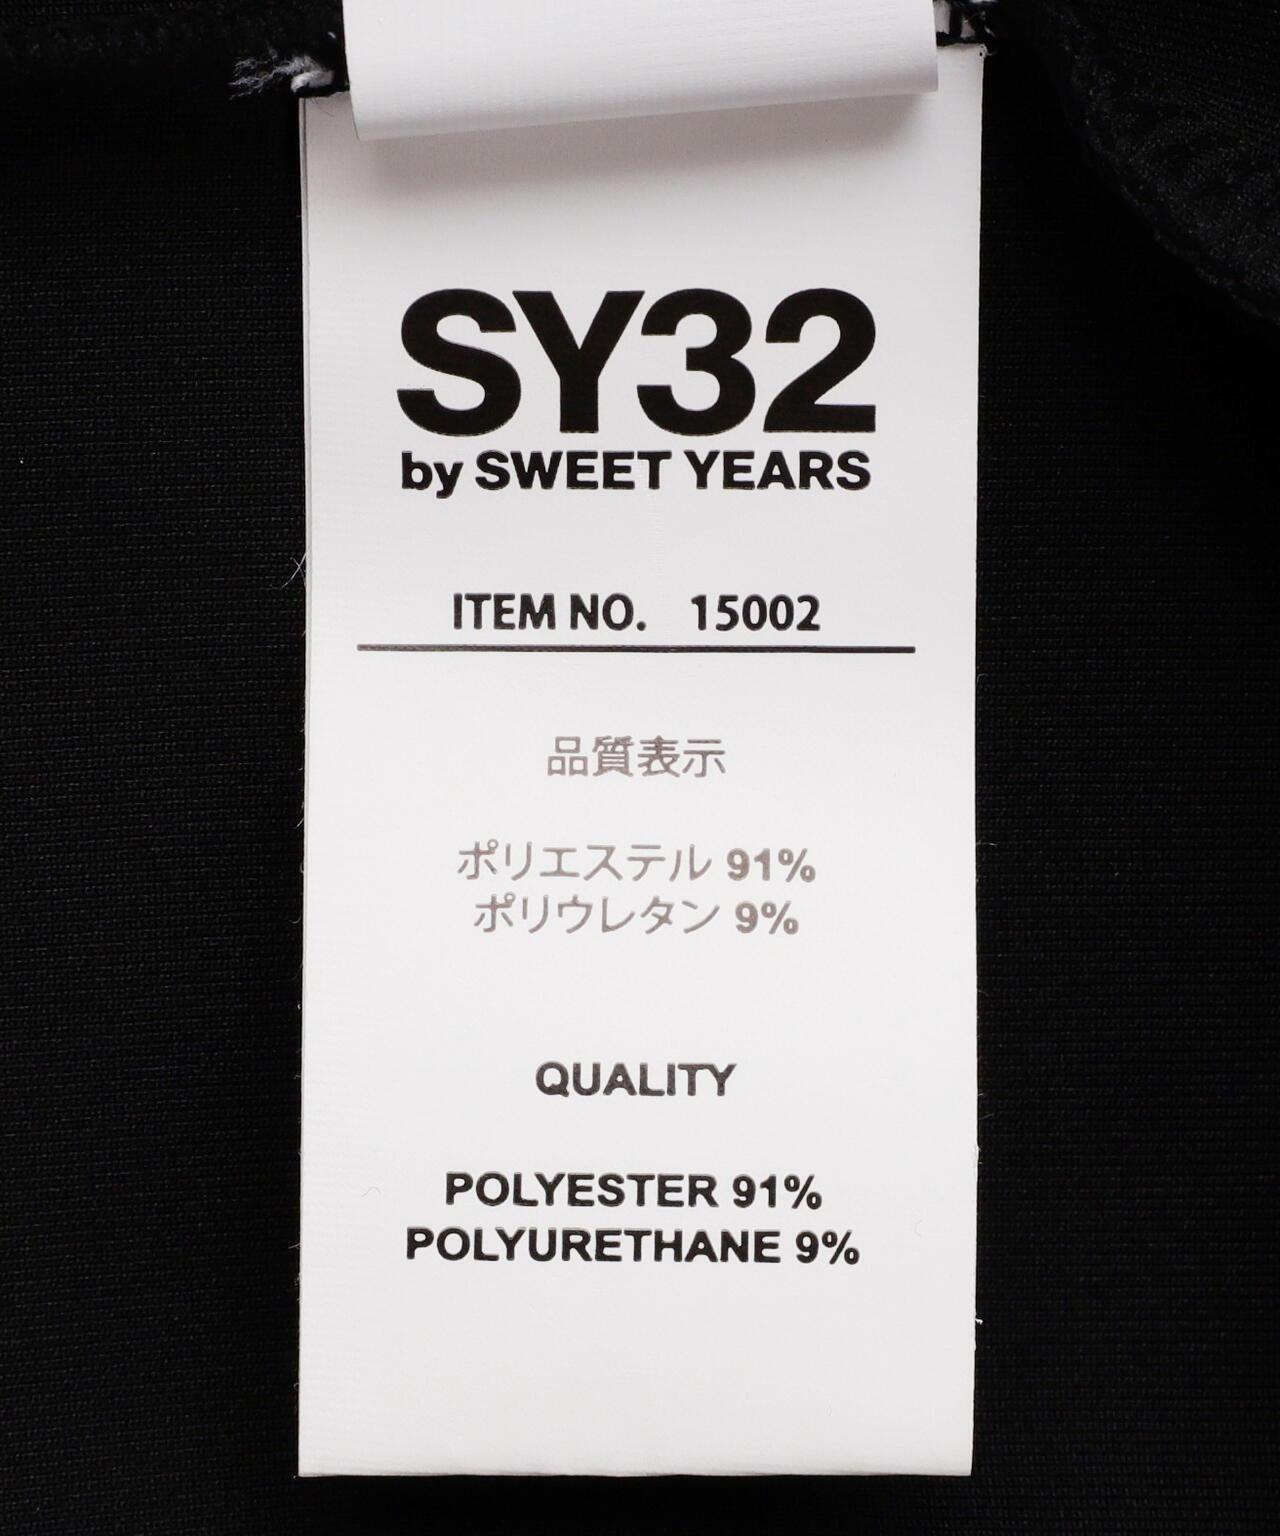 SY32
by SWEET YEARS
ITEM NO. 15002
品質表示
ポリエステル 91%
ポリウレタン 9%
QUALITY
POLYESTER 91%
POLYURETHANE 9%